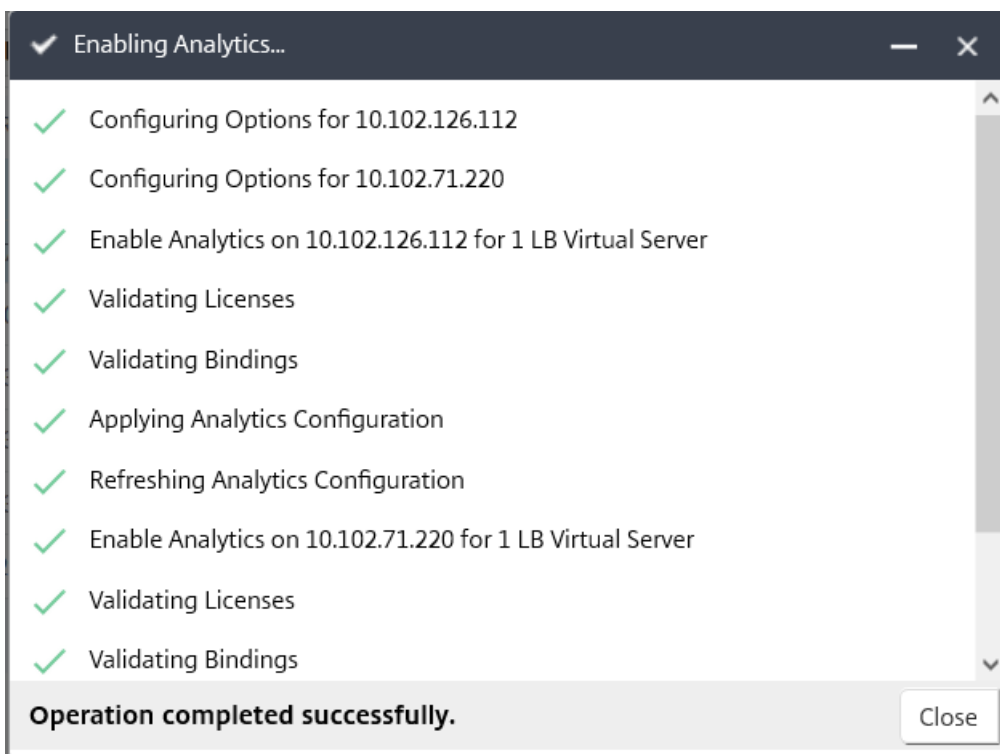 Enabling Analytics...
Configuring Options for 10.102.126.112
Configuring Options for 10.102.71.220
Enable Analytics on 10.102.126.112 for 1 LB Virtual Server
Validating Licenses
Validating Bindings
Applying Analytics Configuration
Refreshing Analytics Configuration
Enable Analytics on 10.102.71.220 for 1 LB Virtual Server
Validating Licenses
Validating Bindings
Operation completed successfully.
Close